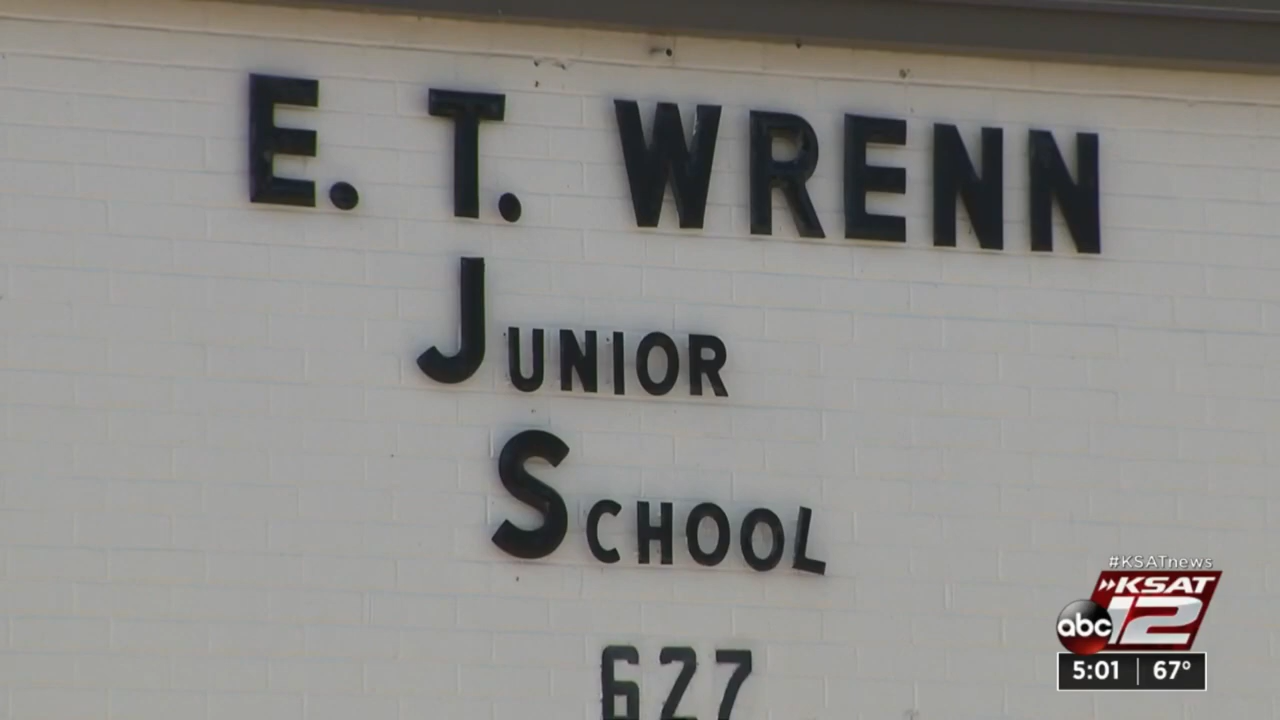 E. T. WRENN
JUNIOR
SCHOOL
627
#KSATnews
KSAT
abc 12
5:01 67°